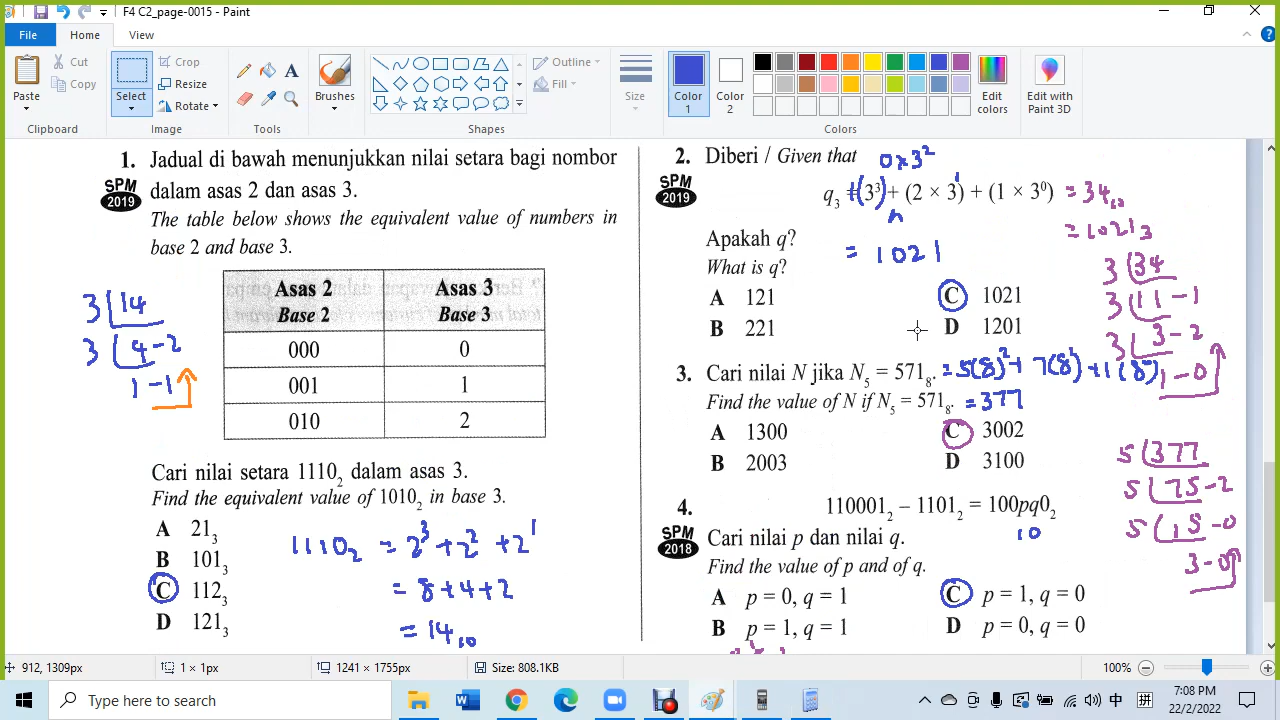 F4 C2_page-0015 - Paint
File Home View
Paste
Cut
Copy
Clipboard
Select
Crop
Resize
Rotate
Image
Tools
Brushes
Shapes
Outline
Fill
Size
Color 1
Color 2
Colors
Edit colors
Edit with Paint 3D
1. Jadual di bawah menunjukkan nilai setara bagi nombor
SPM 2019
dalam asas 2 dan asas 3.
The table below shows the equivalent value of numbers in
base 2 and base 3.
Asas 2 Asas 3
Base 2 Base 3
000 0
001 1
010 2
3 14
3 4 - 2
1 - 1
Cari nilai setara 1110₂ dalam asas 3.
Find the equivalent value of 1010₂ in base 3.
A 21₃
B 101₃
C 112₃
D 121₃
1110₂ = 2³ + 2² + 2¹
= 8 + 4 + 2
= 14₁₀
2. Diberi / Given that
0 x 3²
SPM 2019
q₃ = (3³) + (2 × 3¹) + (1 × 3⁰) = 34₁₀
= 1021₃
Apakah q?
What is q?
= 1021
A 121
B 221
C 1021
D 1201
3 34
3 11 - 1
3 3 - 2
1 - 0
3. Cari nilai N jika N₅ = 571₈. = 5(8)² + 7(8¹) + 1(8⁰)
Find the value of N if N₅ = 571₈. = 377
A 1300
B 2003
C 3002
D 3100
5 377
5 75 - 2
5 15 - 0
3 - 0
4. 110001₂ – 1101₂ = 100pq0₂
10
SPM 2018
Cari nilai p dan nilai q.
Find the value of p and of q.
A p = 0, q = 1
B p = 1, q = 1
C p = 1, q = 0
D p = 0, q = 0
912, 1309px
1 × 1px
1241 × 1755px
Size: 808.1KB
100%
Type here to search
中
拼
7:08 PM
22/2/2022